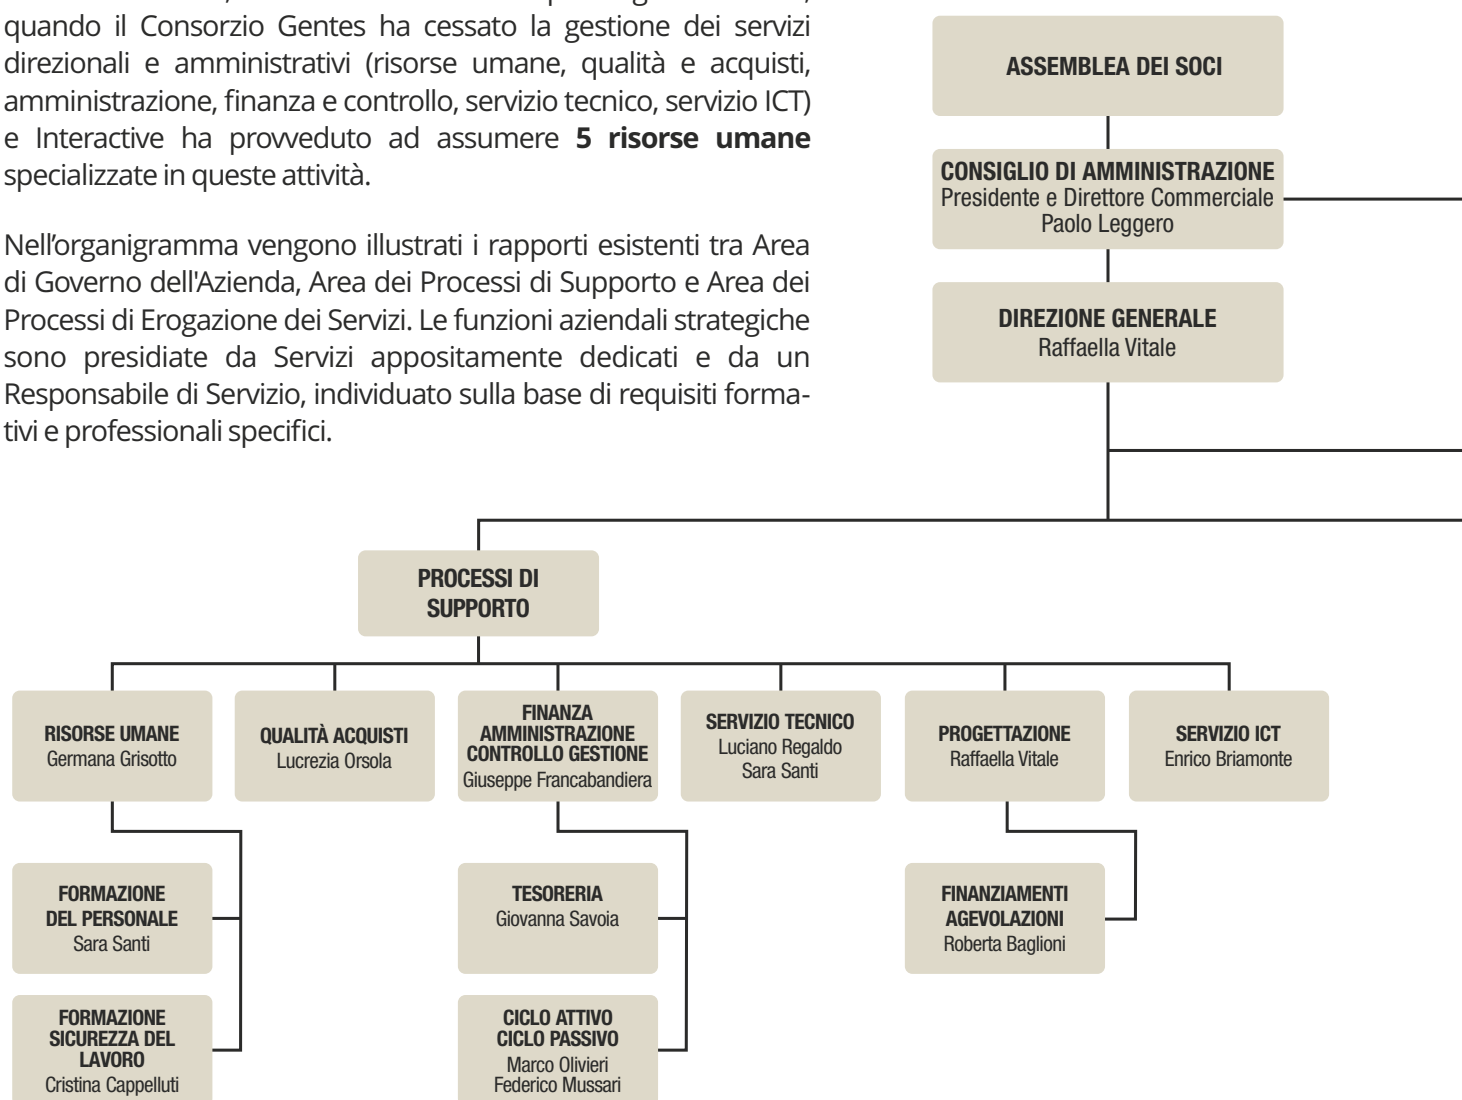 quando il Consorzio Gentes ha cessato la gestione dei servizi
direzionali e amministrativi (risorse umane, qualità e acquisti,
amministrazione, finanza e controllo, servizio tecnico, servizio ICT)
e Interactive ha provveduto ad assumere 5 risorse umane
specializzate in queste attività.
Nell'organigramma vengono illustrati i rapporti esistenti tra Area
di Governo dell'Azienda, Area dei Processi di Supporto e Area dei
Processi di Erogazione dei Servizi. Le funzioni aziendali strategiche
sono presidiate da Servizi appositamente dedicati e da un
Responsabile di Servizio, individuato sulla base di requisiti forma-
tivi e professionali specifici.
ASSEMBLEA DEI SOCI
CONSIGLIO DI AMMINISTRAZIONE
Presidente e Direttore Commerciale
Paolo Leggero
DIREZIONE GENERALE
Raffaella Vitale
PROCESSI DI
SUPPORTO
RISORSE UMANE
Germana Grisotto
QUALITÀ ACQUISTI
Lucrezia Orsola
FINANZA
AMMINISTRAZIONE
CONTROLLO GESTIONE
Giuseppe Francabandiera
SERVIZIO TECNICO
Luciano Regaldo
Sara Santi
PROGETTAZIONE
Raffaella Vitale
SERVIZIO ICT
Enrico Briamonte
FORMAZIONE
DEL PERSONALE
Sara Santi
TESORERIA
Giovanna Savoia
FINANZIAMENTI
AGEVOLAZIONI
Roberta Baglioni
FORMAZIONE
SICUREZZA DEL
LAVORO
Cristina Cappelluti
CICLO ATTIVO
CICLO PASSIVO
Marco Olivieri
Federico Mussari